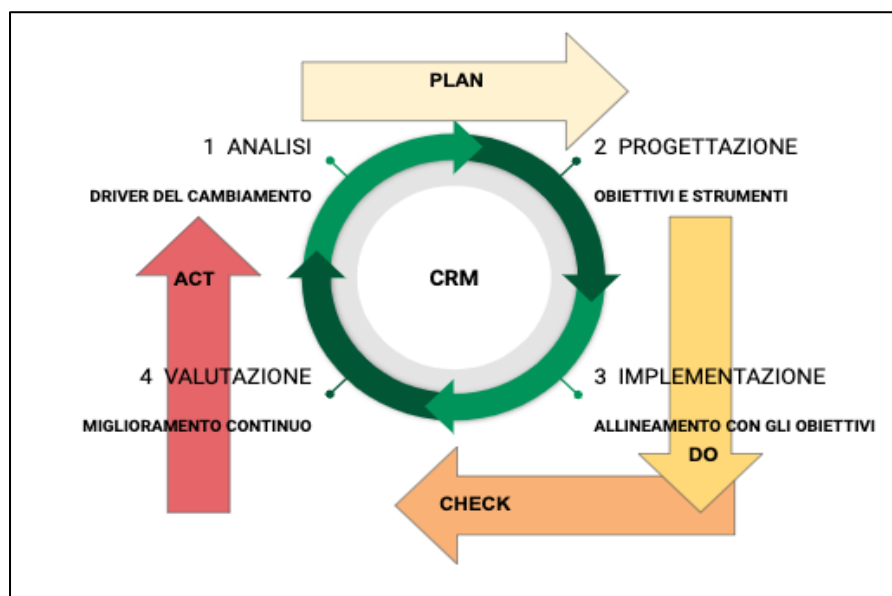 PLAN
1 ANALISI
2 PROGETTAZIONE
DRIVER DEL CAMBIAMENTO
OBIETTIVI E STRUMENTI
ACT
CRM
4 VALUTAZIONE
3 IMPLEMENTAZIONE
MIGLIORAMENTO CONTINUO
ALLINEAMENTO CON GLI OBIETTIVI
DO
CHECK